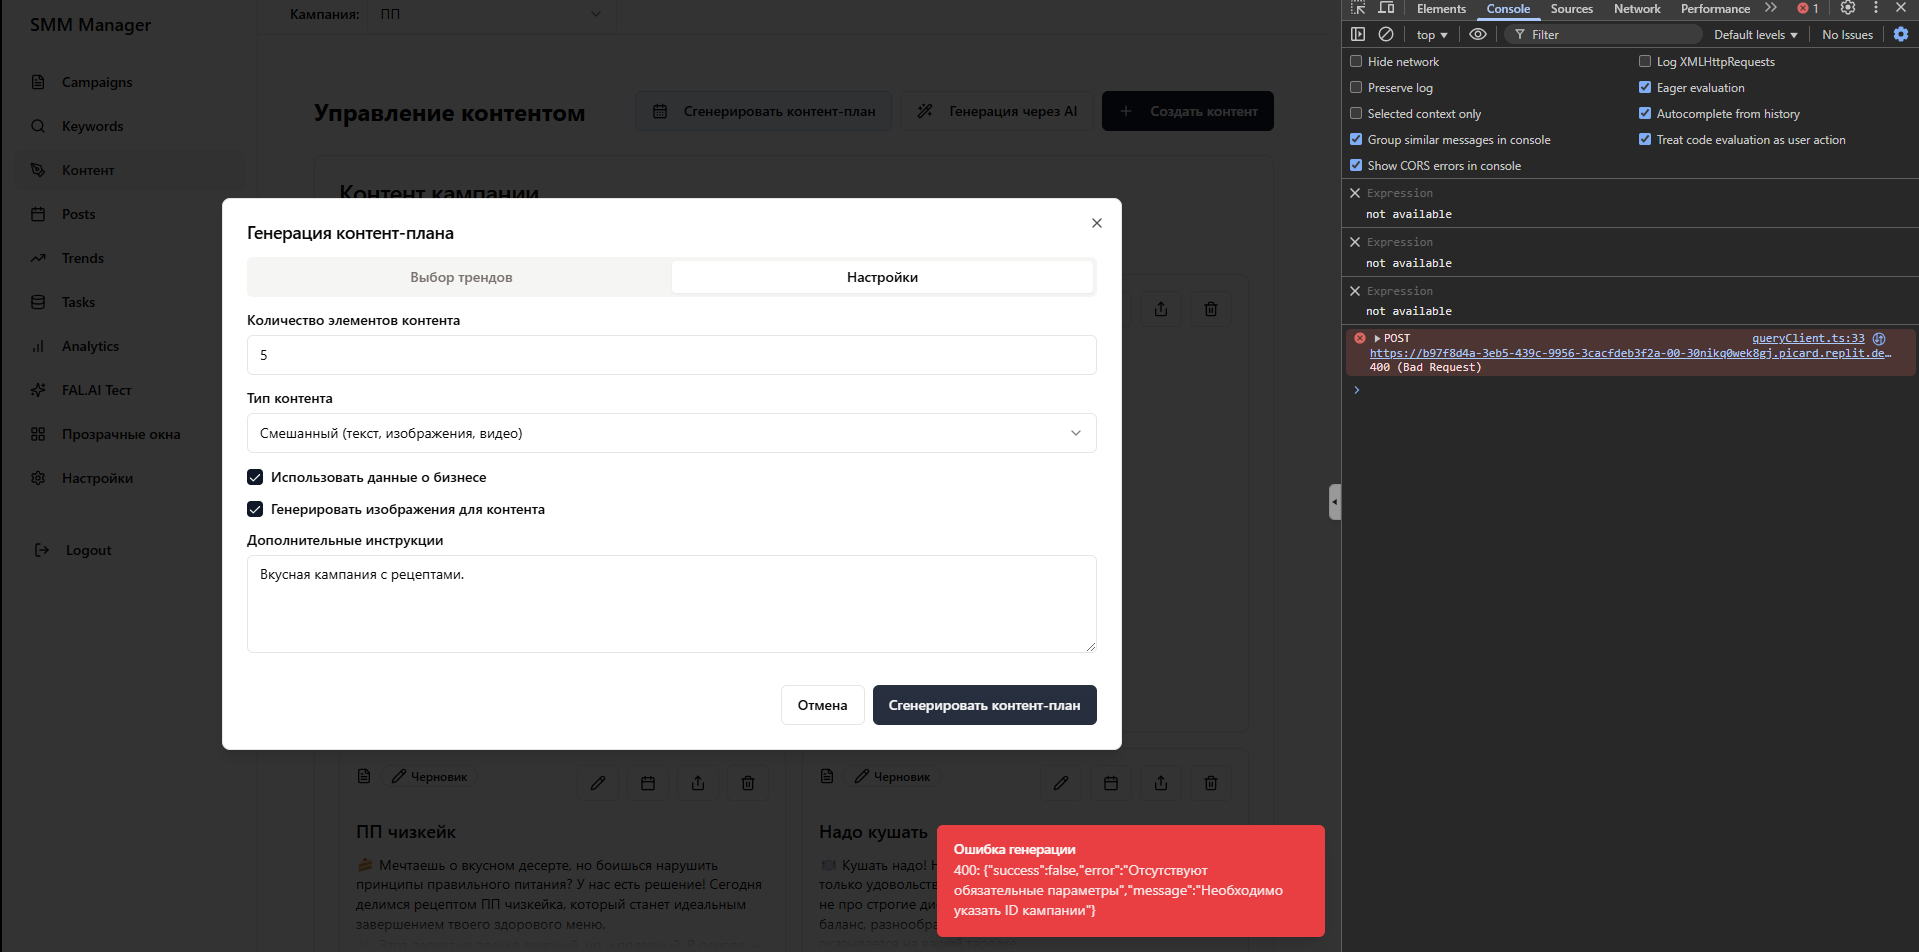 SMM Manager
Campaigns
Keywords
Контент
Posts
Trends
Tasks
Analytics
FAL.AI Тест
Прозрачные окна
Настройки
Logout
Кампания:
ПП
Управление контентом
Сгенерировать контент-план
Генерация через AI
Создать контент
Контент кампании
Генерация контент-плана
Выбор трендов
Настройки
Количество элементов контента
5
Тип контента
Смешанный (текст, изображения, видео)
Использовать данные о бизнесе
Генерировать изображения для контента
Дополнительные инструкции
Вкусная кампания с рецептами.
Отмена
Сгенерировать контент-план
Черновик
ПП чизкейк
Мечтаешь о вкусном десерте, но боишься нарушить
принципы правильного питания? У нас есть решение! Сегодня
делимся рецептом ПП чизкейка, который станет идеальным
завершением твоего здорового меню.
Черновик
Надо кушать
Кушать надо!
только удовольств
не про строгие ди
баланс, разнообра
Ошибка генерации
400: {"success":false,"error":"Отсутствуют
обязательные параметры","message":"Необходимо
указать ID кампании"}
Elements
Console
Sources
Network
Performance
1
top
Filter
Default levels
No Issues
Hide network
Log XMLHttpRequests
Preserve log
Eager evaluation
Selected context only
Autocomplete from history
Group similar messages in console
Treat code evaluation as user action
Show CORS errors in console
Expression
not available
Expression
not available
Expression
not available
POST
queryClient.ts:33
https://b97f8d4a-3eb5-439c-9956-3cacfdeb3f2a-00-30nikq0wek8gj.picard.replit.de…
400 (Bad Request)